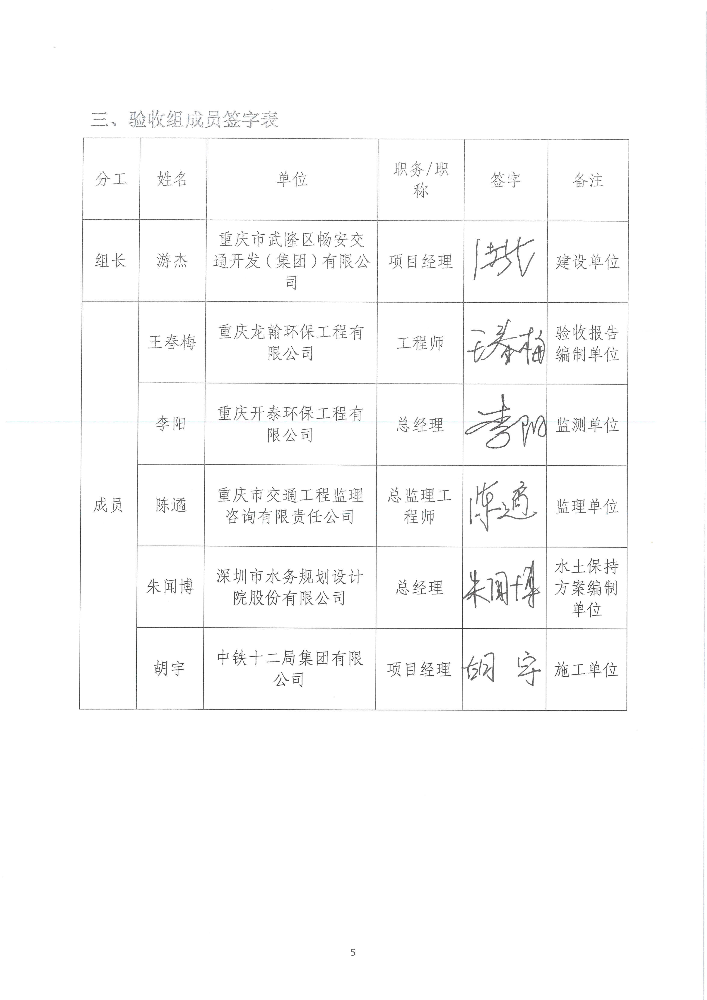 三、验收组成员签字表
分工 姓名 单位 职务/职
称 签字 备注
组长 游杰 重庆市武隆区畅安交
通开发（集团）有限公
司 项目经理 建设单位
成员
王春梅 重庆龙翰环保工程有
限公司 工程师 王春梅 验收报告
编制单位
李阳 重庆开泰环保工程有
限公司 总经理 李阳 监测单位
陈遹 重庆市交通工程监理
咨询有限责任公司 总监理工
程师 陈遹 监理单位
朱闻博 深圳市水务规划设计
院股份有限公司 总经理 朱闻博 水土保持
方案编制
单位
胡宇 中铁十二局集团有限
公司 项目经理 胡宇 施工单位
5